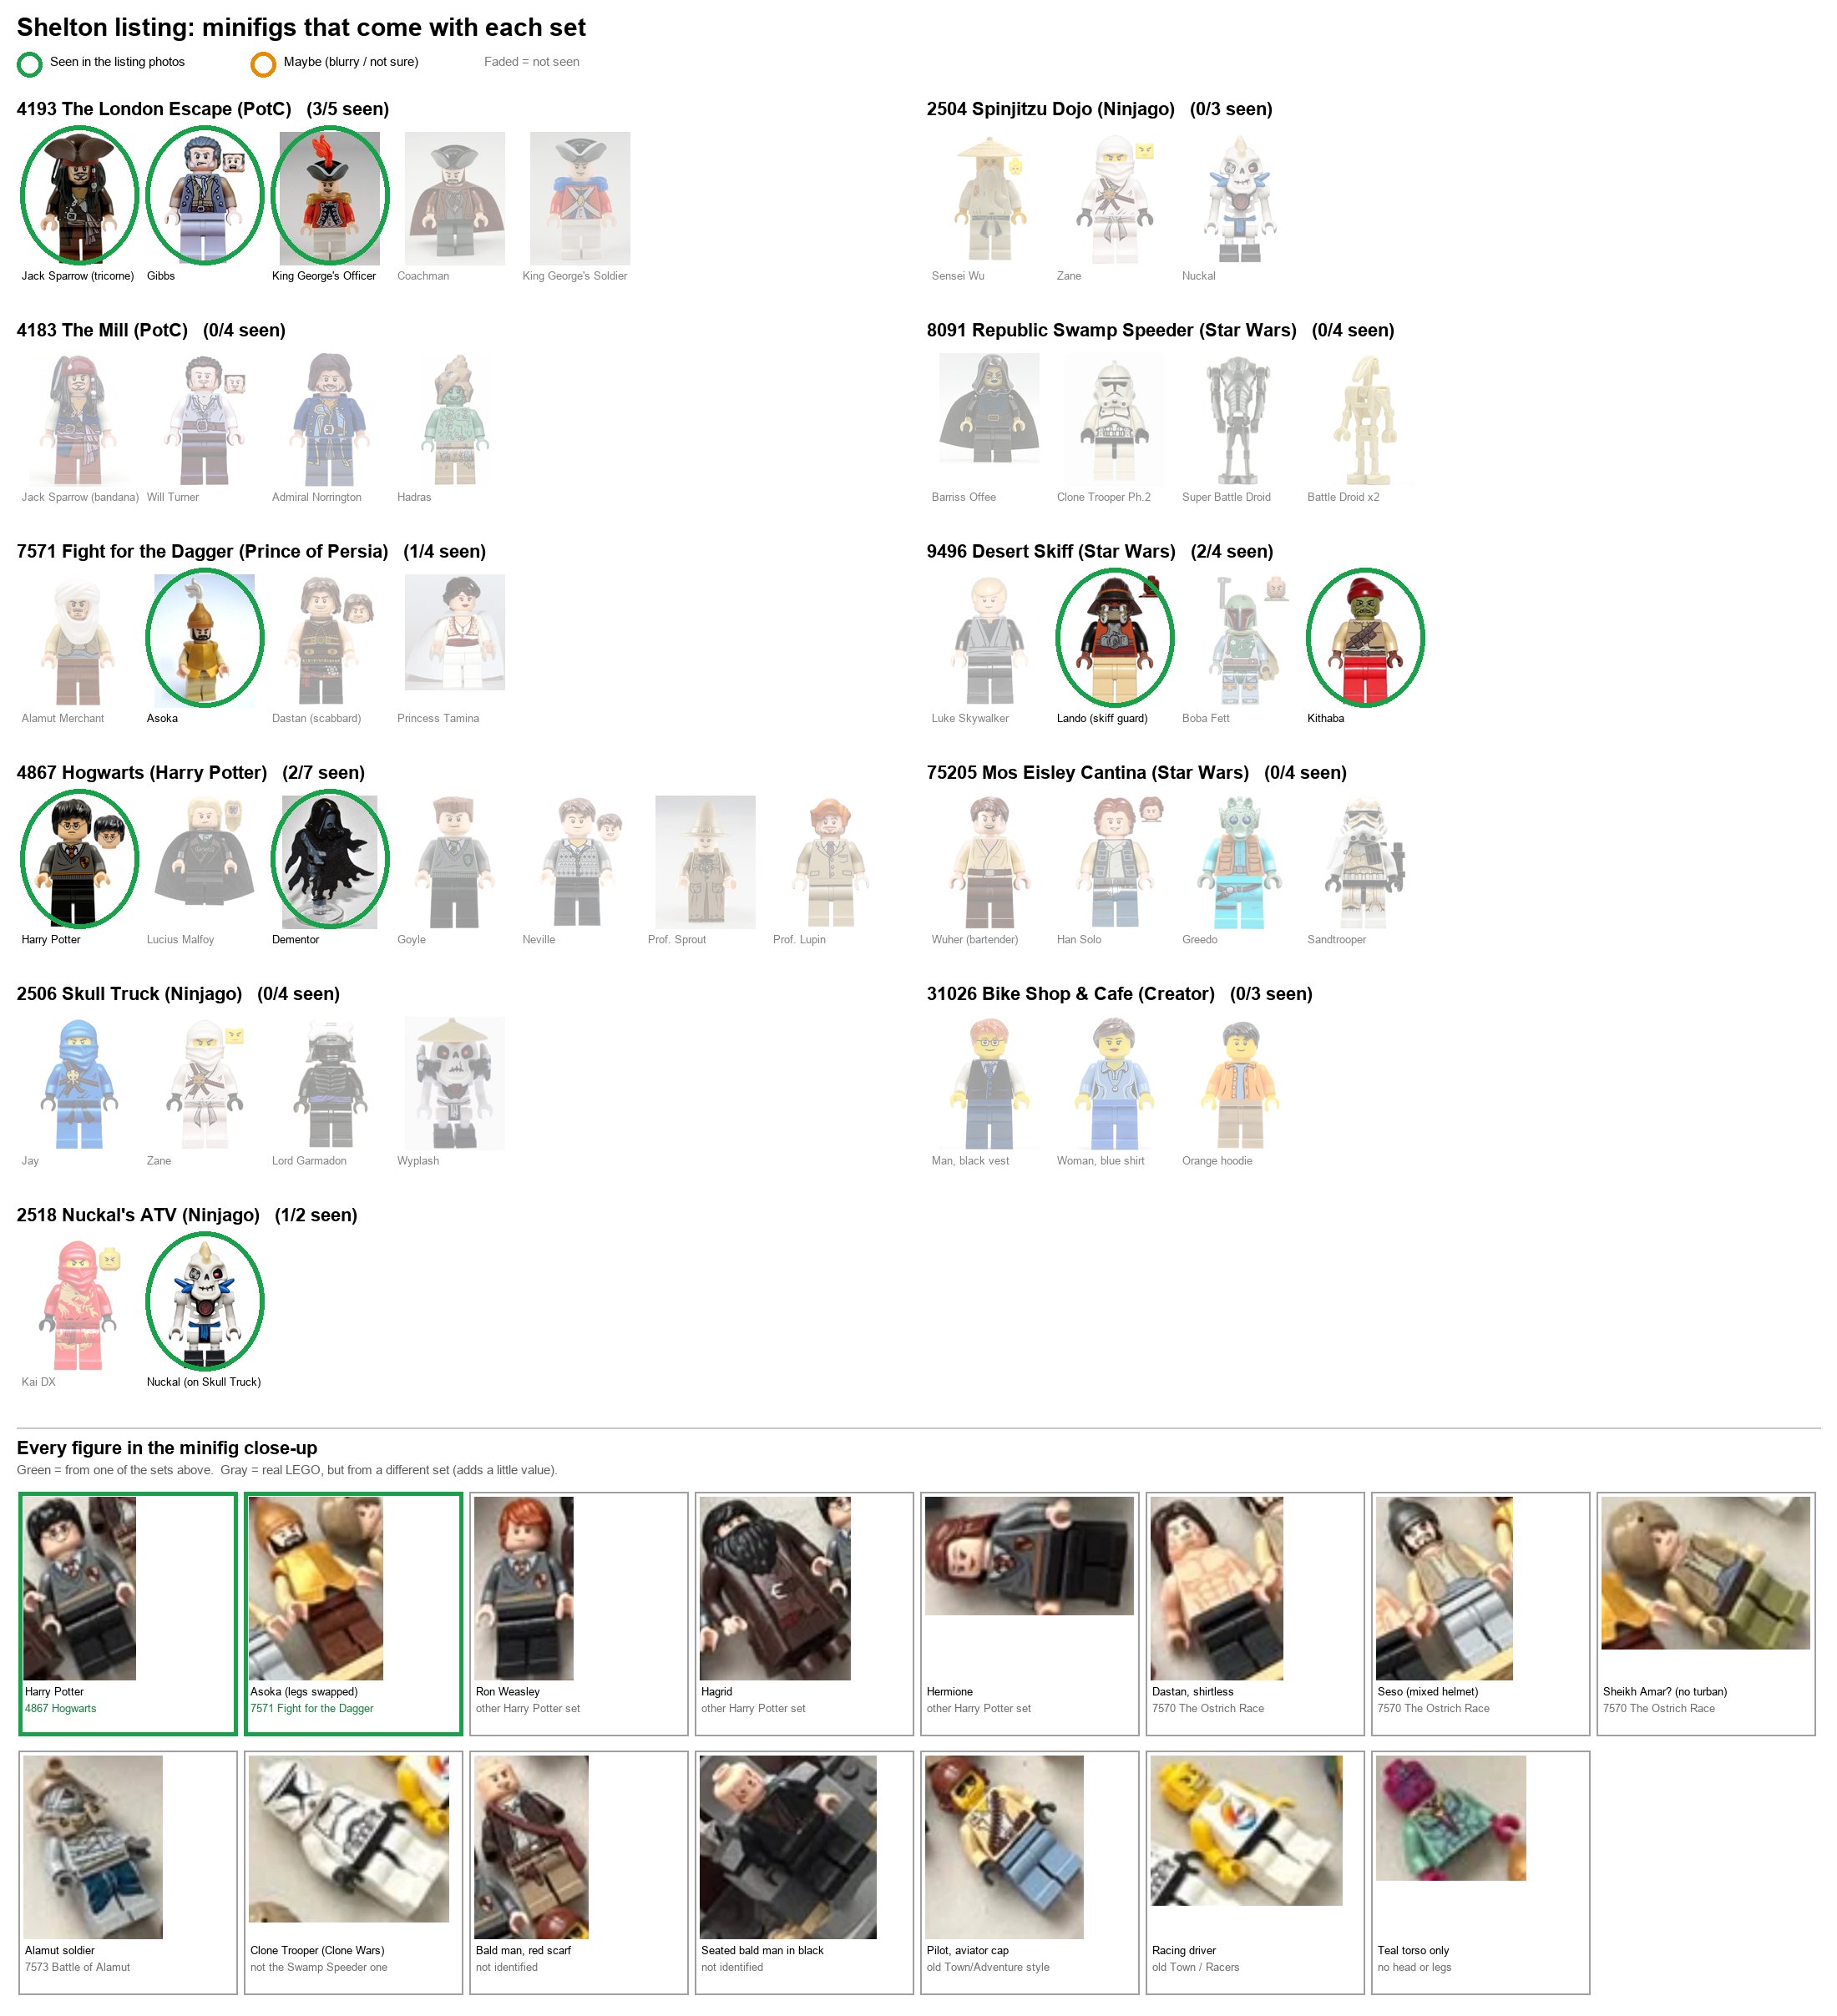 Shelton listing: minifigs that come with each set
Seen in the listing photos
Maybe (blurry / not sure)
Faded = not seen
4193 The London Escape (PotC) (3/5 seen)
Jack Sparrow (tricorne)
Gibbs
King George's Officer
Coachman
King George's Soldier
2504 Spinjitzu Dojo (Ninjago) (0/3 seen)
Sensei Wu
Zane
Nuckal
4183 The Mill (PotC) (0/4 seen)
Jack Sparrow (bandana)
Will Turner
Admiral Norrington
Hadras
8091 Republic Swamp Speeder (Star Wars) (0/4 seen)
Barriss Offee
Clone Trooper Ph.2
Super Battle Droid
Battle Droid x2
7571 Fight for the Dagger (Prince of Persia) (1/4 seen)
Alamut Merchant
Asoka
Dastan (scabbard)
Princess Tamina
9496 Desert Skiff (Star Wars) (2/4 seen)
Luke Skywalker
Lando (skiff guard)
Boba Fett
Kithaba
4867 Hogwarts (Harry Potter) (2/7 seen)
Harry Potter
Lucius Malfoy
Dementor
Goyle
Neville
Prof. Sprout
Prof. Lupin
75205 Mos Eisley Cantina (Star Wars) (0/4 seen)
Wuher (bartender)
Han Solo
Greedo
Sandtrooper
2506 Skull Truck (Ninjago) (0/4 seen)
Jay
Zane
Lord Garmadon
Wyplash
31026 Bike Shop & Cafe (Creator) (0/3 seen)
Man, black vest
Woman, blue shirt
Orange hoodie
2518 Nuckal's ATV (Ninjago) (1/2 seen)
Kai DX
Nuckal (on Skull Truck)
Every figure in the minifig close-up
Green = from one of the sets above. Gray = real LEGO, but from a different set (adds a little value).
Harry Potter
4867 Hogwarts
Asoka (legs swapped)
7571 Fight for the Dagger
Ron Weasley
other Harry Potter set
Hagrid
other Harry Potter set
Hermione
other Harry Potter set
Dastan, shirtless
7570 The Ostrich Race
Seso (mixed helmet)
7570 The Ostrich Race
Sheikh Amar? (no turban)
7570 The Ostrich Race
Alamut soldier
7573 Battle of Alamut
Clone Trooper (Clone Wars)
not the Swamp Speeder one
Bald man, red scarf
not identified
Seated bald man in black
not identified
Pilot, aviator cap
old Town/Adventure style
Racing driver
old Town / Racers
Teal torso only
no head or legs